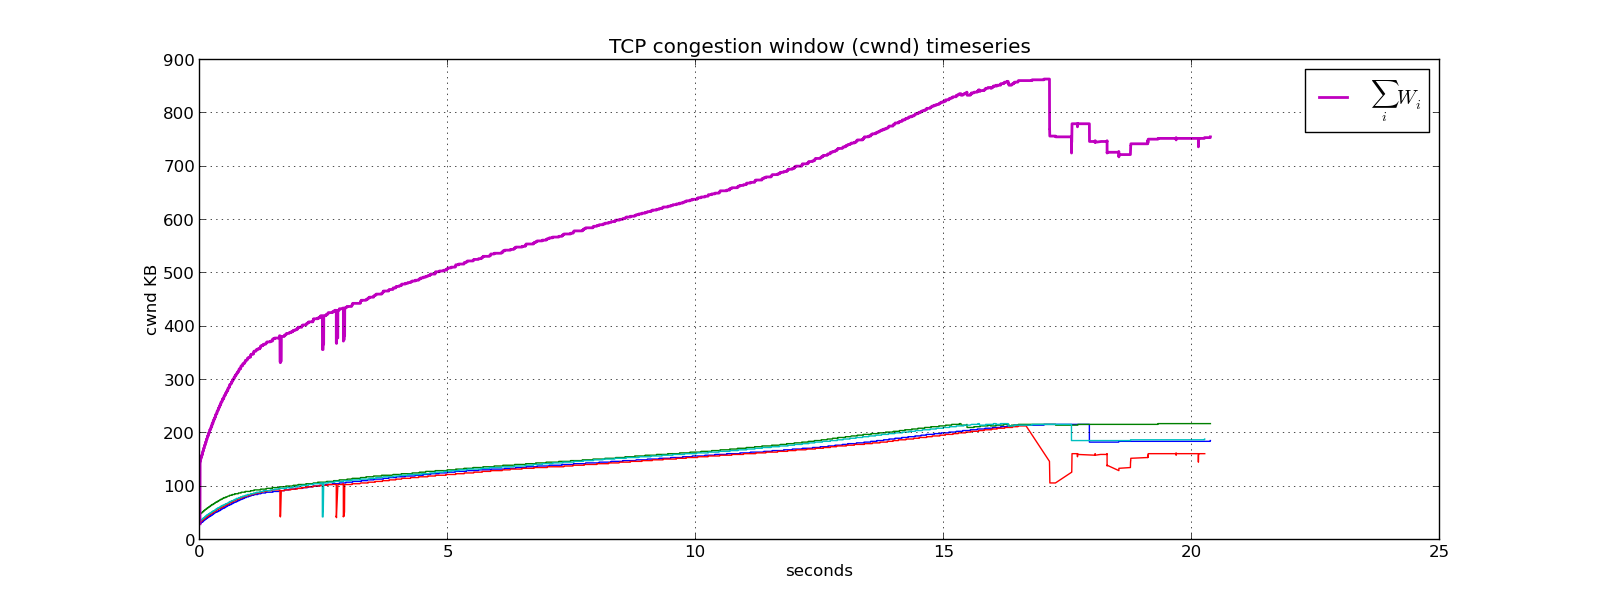 TCP congestion window (cwnd) timeseries
900
800
700
600
500
400
300
200
100
0
cwnd KB
0 5 10 15 20 25
seconds
∑
i
W
i